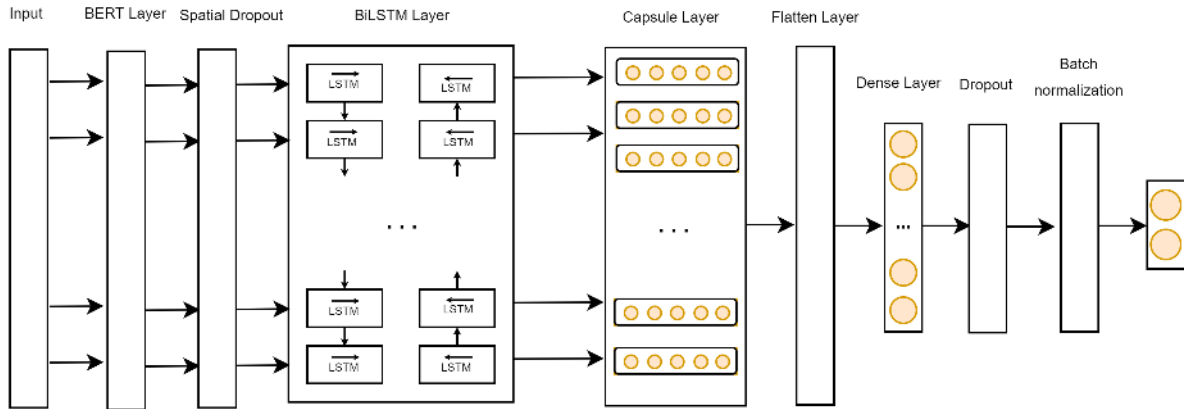 Input
BERT Layer
Spatial Dropout
BiLSTM Layer
Capsule Layer
Flatten Layer
Dense Layer
Dropout
Batch
normalization
LSTM
LSTM
LSTM
LSTM
...
...
...
LSTM
LSTM
LSTM
LSTM